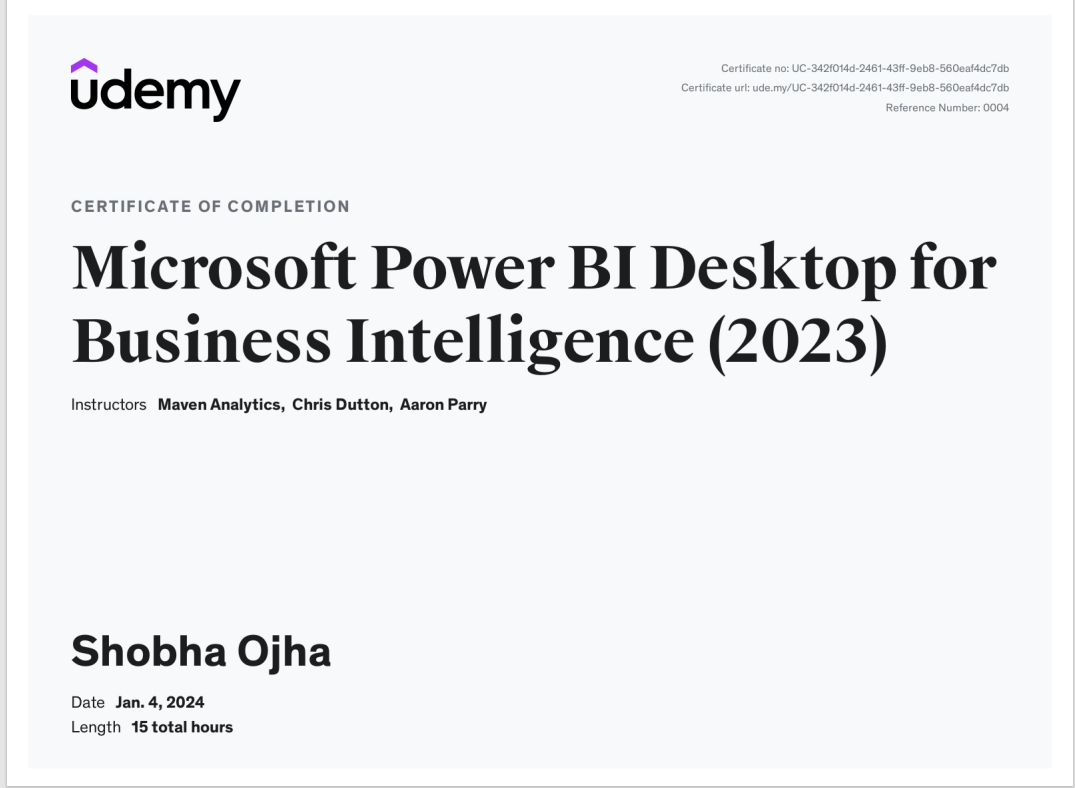 udemy
Certificate no: UC-342f014d-2461-43ff-9eb8-560eaf4dc7db
Certificate url: ude.my/UC-342f014d-2461-43ff-9eb8-560eaf4dc7db
Reference Number: 0004
CERTIFICATE OF COMPLETION
Microsoft Power BI Desktop for
Business Intelligence (2023)
Instructors Maven Analytics, Chris Dutton, Aaron Parry
Shobha Ojha
Date Jan. 4, 2024
Length 15 total hours